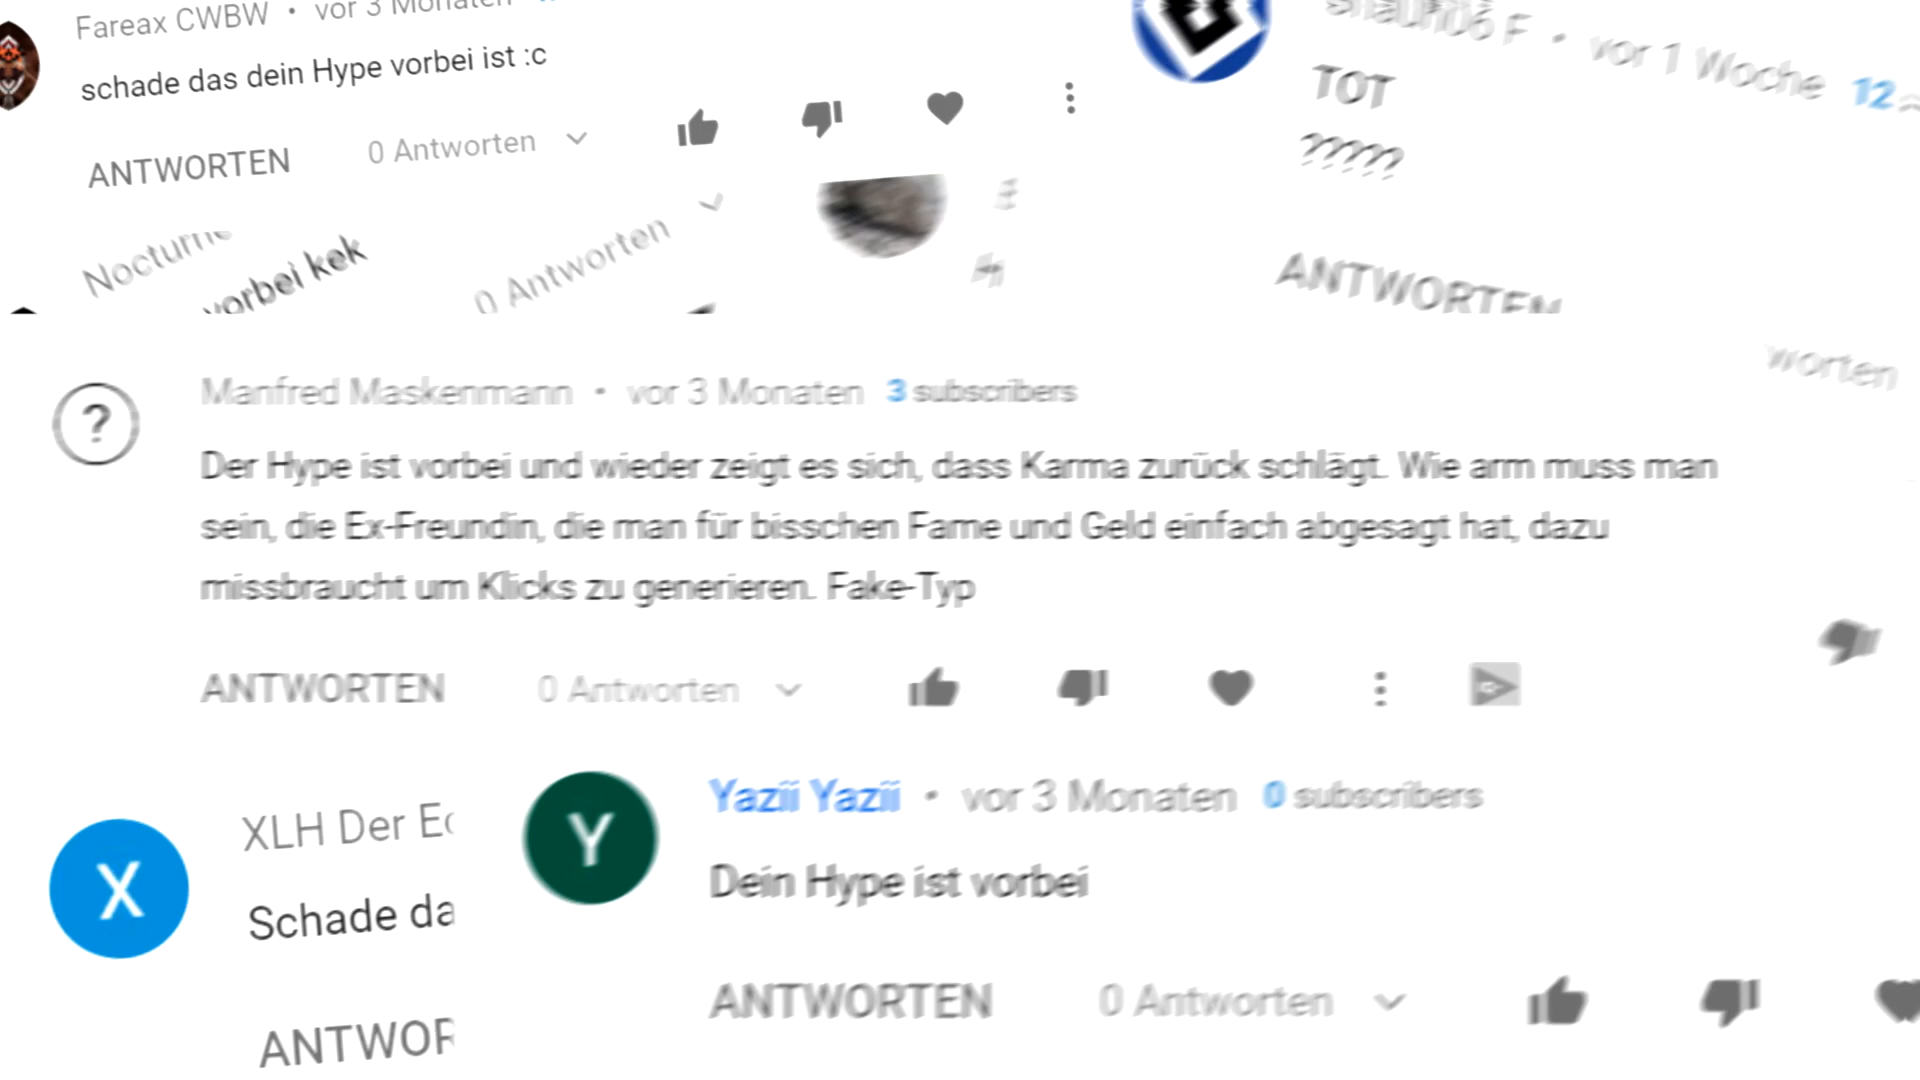 Fareax CWBW • vor 3 Monaten
schade das dein Hype vorbei ist :c
ANTWORTEN 0 Antworten
vor 1 Woche 12
TOT
?????
ANTWORTEN
vorbei kek
0 Antworten
Manfred Maskenmann • vor 3 Monaten 3 subscribers
Der Hype ist vorbei und wieder zeigt es sich, dass Karma zurück schlägt. Wie arm muss man
sein, die Ex-Freundin, die man für bisschen Fame und Geld einfach abgesagt hat, dazu
missbraucht um Klicks zu generieren. Fake-Typ
ANTWORTEN 0 Antworten
worten
X
XLH Der
Schade da
ANTWOR
Y
Yazii Yazii • vor 3 Monaten 0 subscribers
Dein Hype ist vorbei
ANTWORTEN 0 Antworten